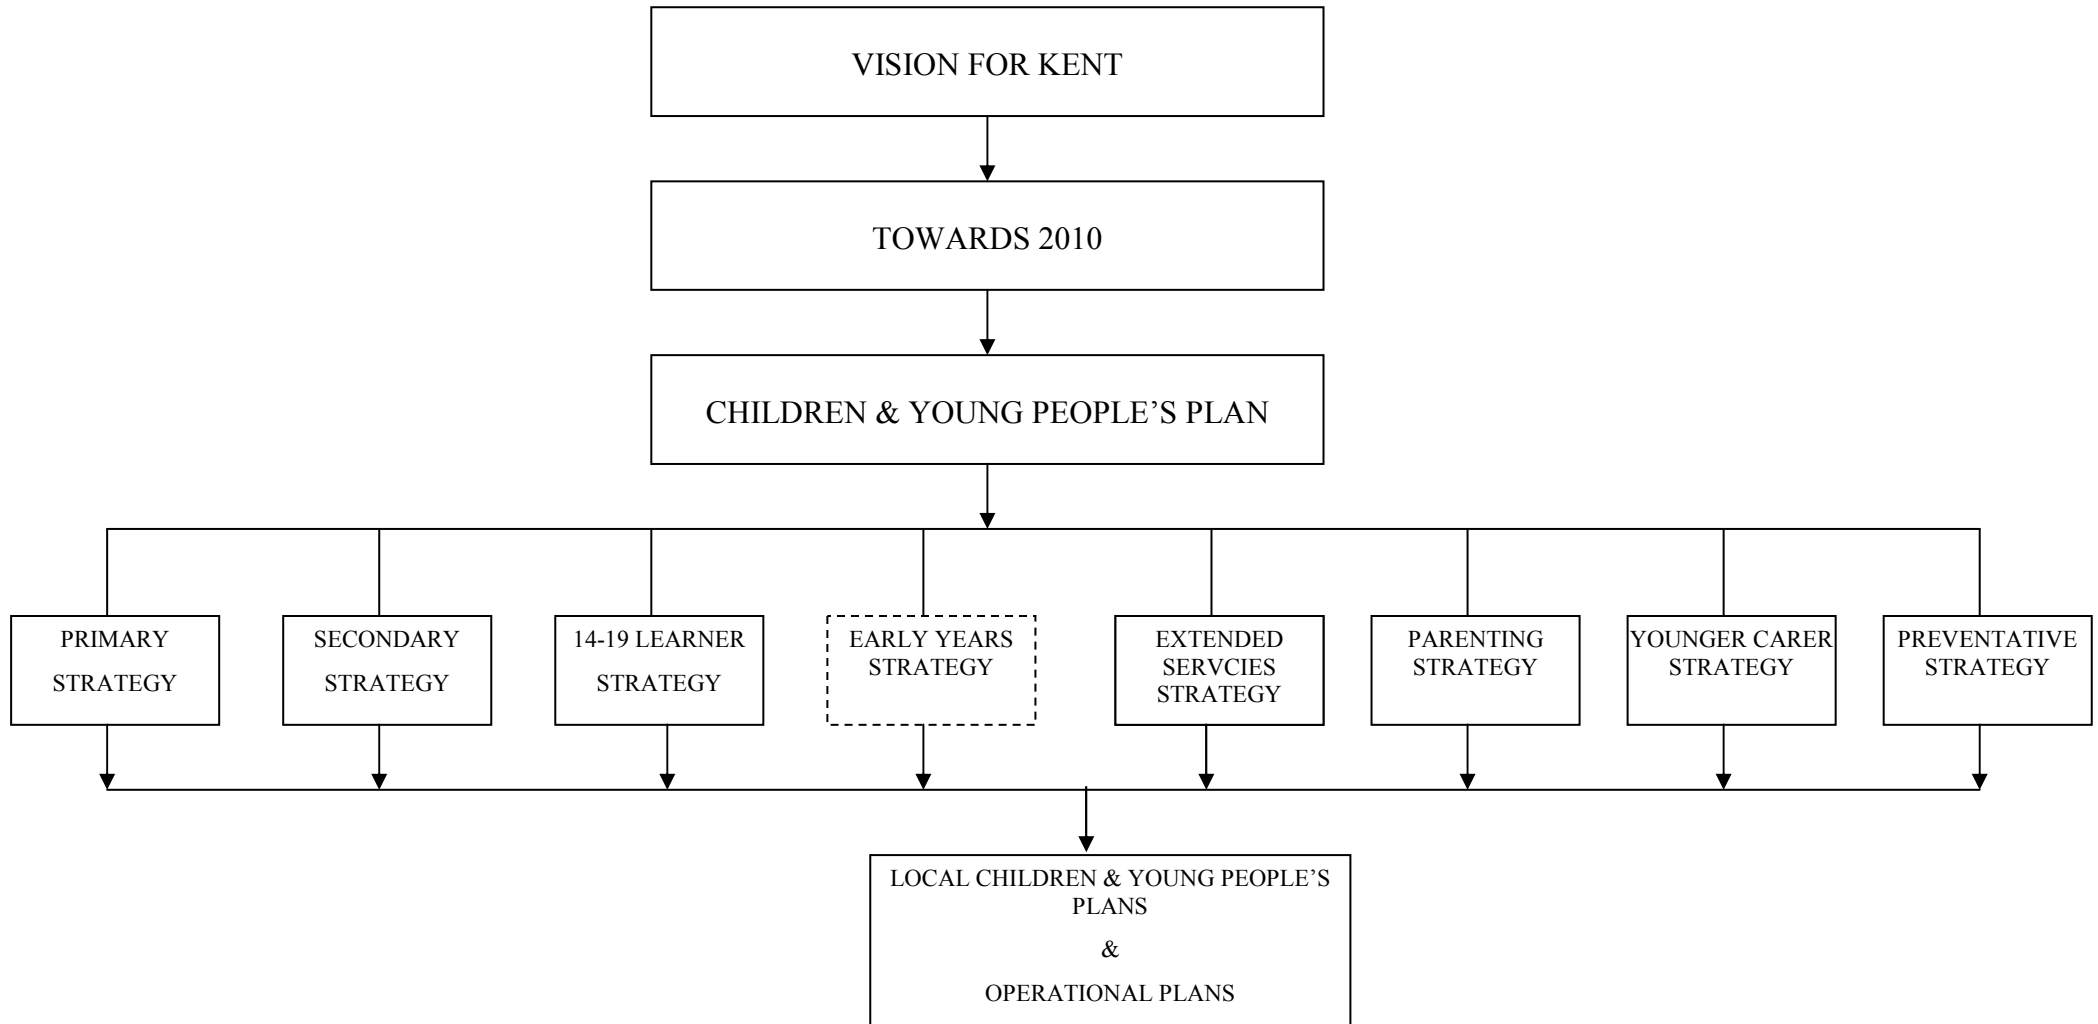 VISION FOR KENT
TOWARDS 2010
CHILDREN & YOUNG PEOPLE’S PLAN
PRIMARY
STRATEGY
SECONDARY
STRATEGY
14-19 LEARNER
STRATEGY
EARLY YEARS
STRATEGY
EXTENDED
SERVCIES
STRATEGY
PARENTING
STRATEGY
YOUNGER CARER
STRATEGY
PREVENTATIVE
STRATEGY
LOCAL CHILDREN & YOUNG PEOPLE’S
PLANS
&
OPERATIONAL PLANS